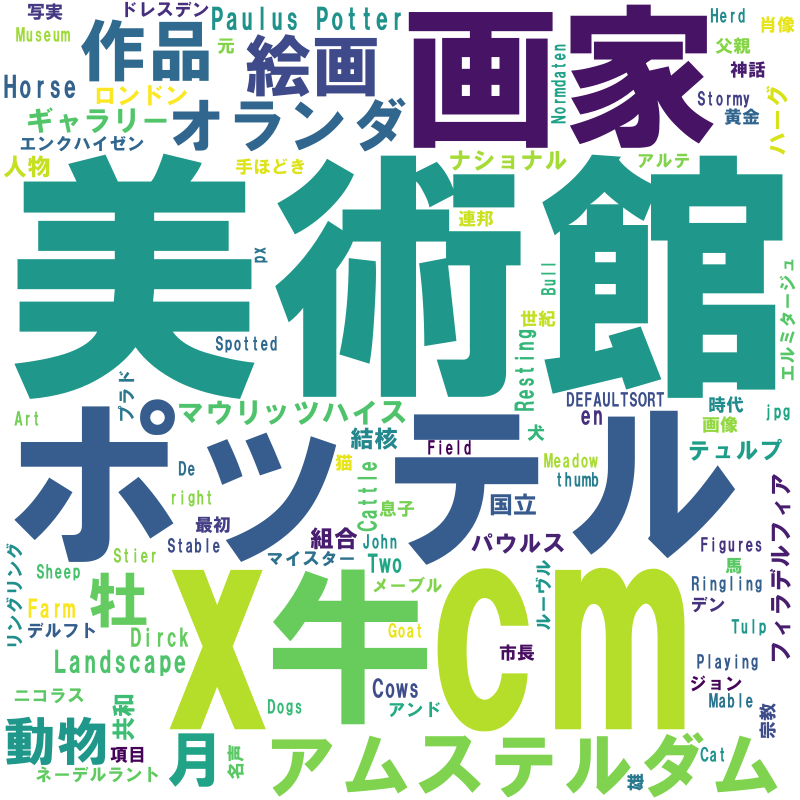 写実
ドレスデン
Paulus Potter
画家
Herd
肖像
Museum
作品
元
絵画
Normdaten
父親
神話
Horse
ロンドン
Stormy
黄金
ハーグ
ギャラリー
オランダ
エンクハイゼン
人物
手ほどき
ナショナル
アルテ
美術館
連邦
px
Bull
エルミタージュ
世紀
Spotted
Resting
プラド
DEFAULTSORT
時代
jpg
Art
マウリッツハイス
en
画像
ポッテル
結核
犬
テュルプ
Field
猫
De
Cattle
Meadow
thumb
right
国立
息子
フィラデルフィア
最初
組合
John
パウルス
Figures
Stable
Stier
マイスター
Two
馬
リングリング
Sheep
牡
x
牛
cm
メーブル
ルーヴル
Ringling
Farm
デン
デルフト
Dirck
Goat
Tulp
市長
Landscape
Playing
ジョン
Cows
ニコラス
共和
Dogs
アンド
Mable
宗教
動物
項目
月
名声
アムステルダム
Cat
ネーデルラント
雄